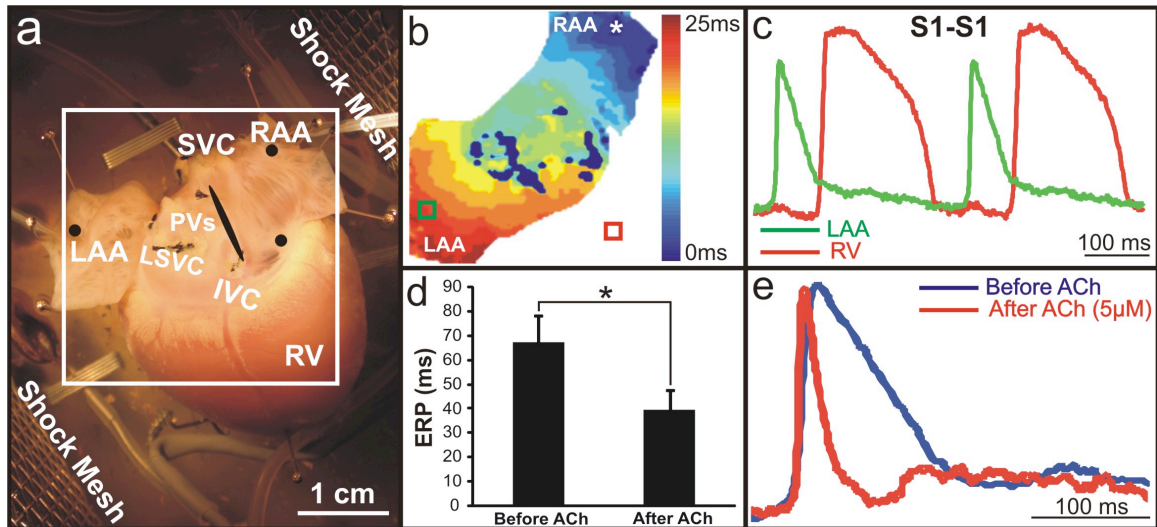 a
Shock Mesh
SVC
RAA
PVs
LAA
LSVC
IVC
RV
Shock Mesh
1 cm
b
RAA
*
25ms
LAA
0ms
c
S1-S1
LAA
RV
100 ms
d
*
ERP (ms)
90
80
70
60
50
40
30
20
10
0
Before ACh
After ACh
e
Before ACh
After ACh (5µM)
100 ms